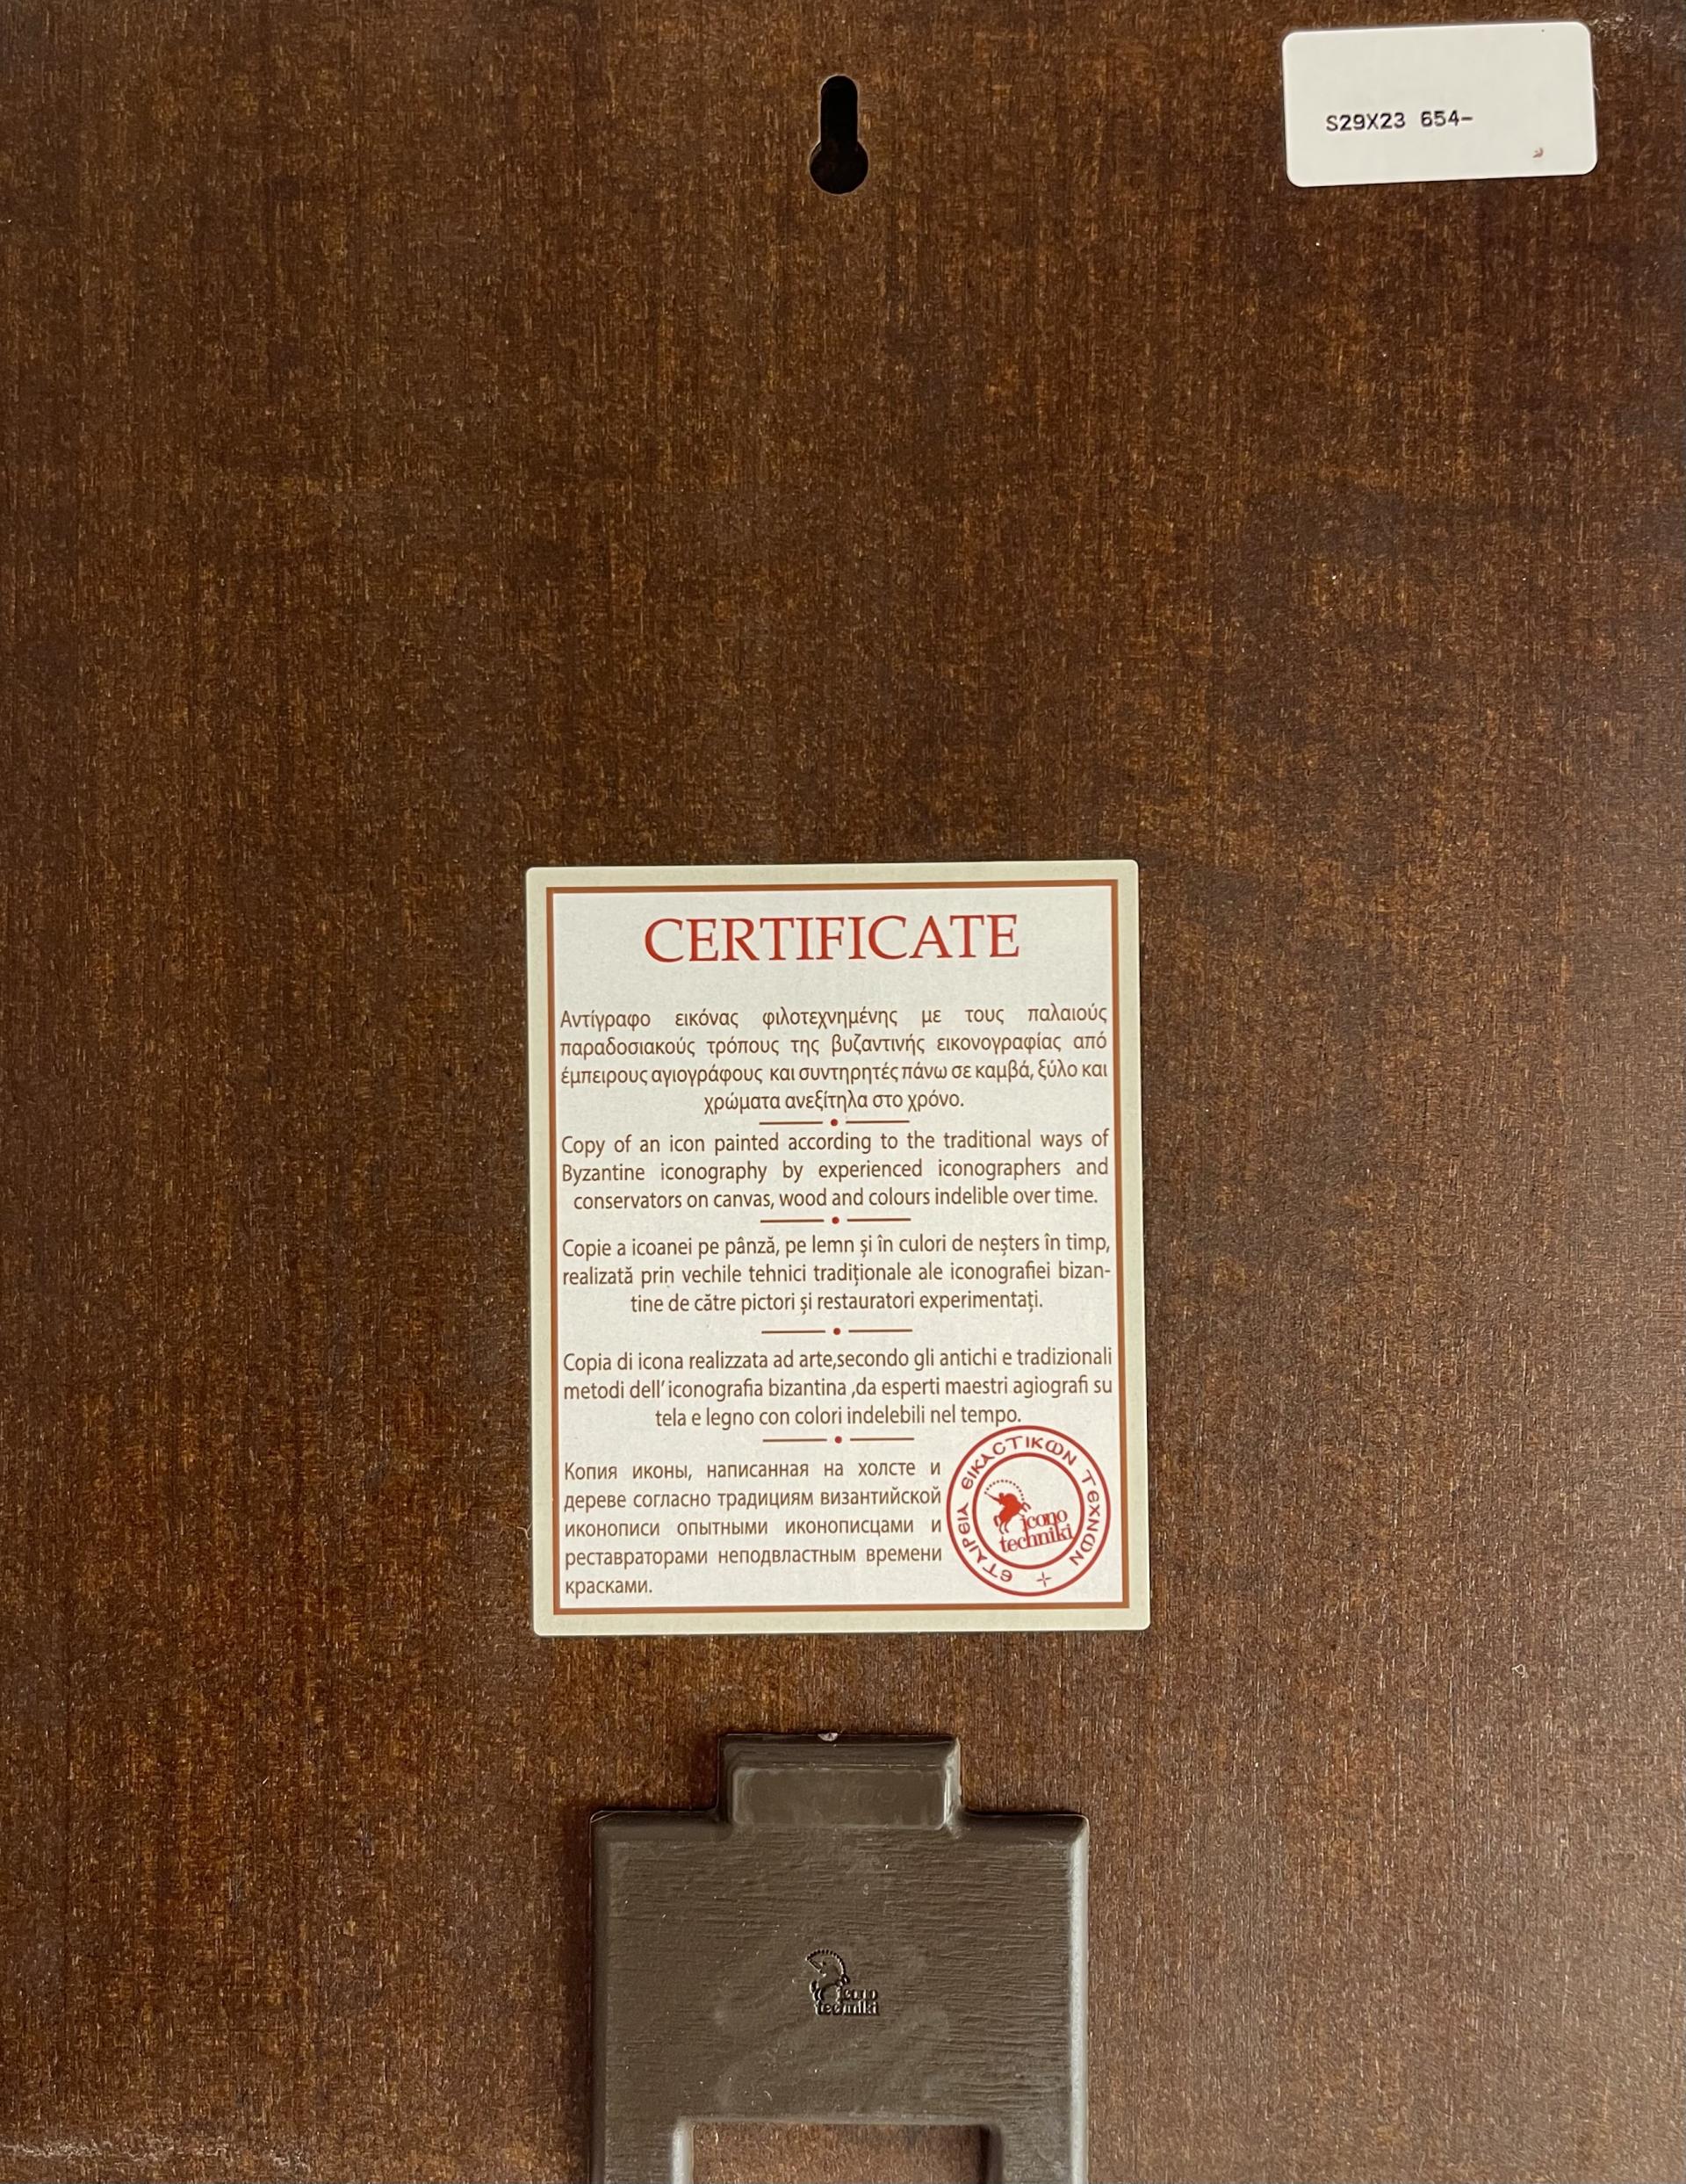 S29X23 654-
CERTIFICATE
Αντίγραφο εικόνας φιλοτεχνημένης με τους παλαιούς
παραδοσιακούς τρόπους της βυζαντινής εικονογραφίας από
έμπειρους αγιογράφους και συντηρητές πάνω σε καμβά, ξύλο και
χρώματα ανεξίτηλα στο χρόνο.
Copy of an icon painted according to the traditional ways of
Byzantine iconography by experienced iconographers and
conservators on canvas, wood and colours indelible over time.
Copie a icoanei pe pânză, pe lemn și în culori de neșters în timp,
realizată prin vechile tehnici tradiționale ale iconografiei bizan-
tine de către pictori și restauratori experimentați.
Copia di icona realizzata ad arte,secondo gli antichi e tradizionali
metodi dell' iconografia bizantina ,da esperti maestri agiografi su
tela e legno con colori indelebili nel tempo.
Копия иконы, написанная на холсте и
дереве согласно традициям византийской
иконописи опытными иконописцами и
реставраторами неподвластным времени
красками.
ΕΤΑΙΡΕΙΑ ΕΙΚΑCΤΙΚΩΝ ΤΕΧΝΩΝ
icono
techniki
icono
techniki